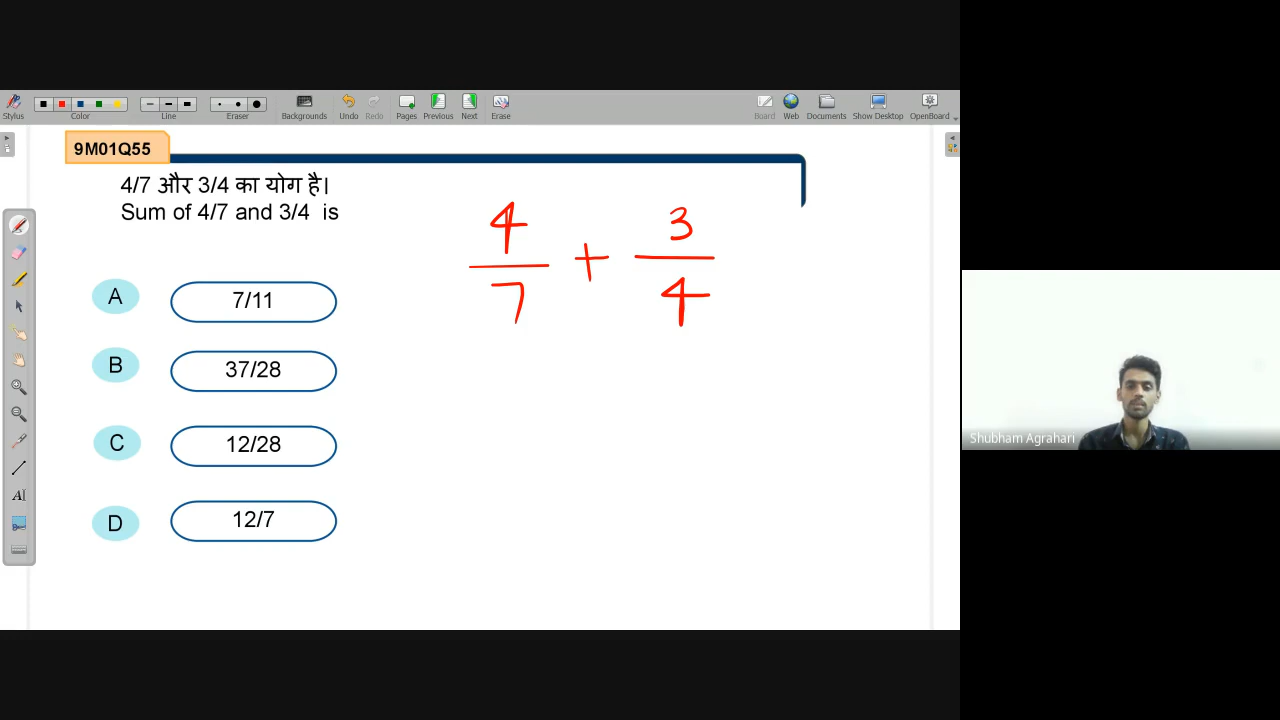 Stylus Color Line Eraser Backgrounds Undo Redo Pages Previous Next Erase Board Web Documents Show Desktop OpenBoard
9M01Q55
4/7 और 3/4 का योग है।
Sum of 4/7 and 3/4 is
4/7 + 3/4
A 7/11
B 37/28
C 12/28
D 12/7
Shubham Agrahari